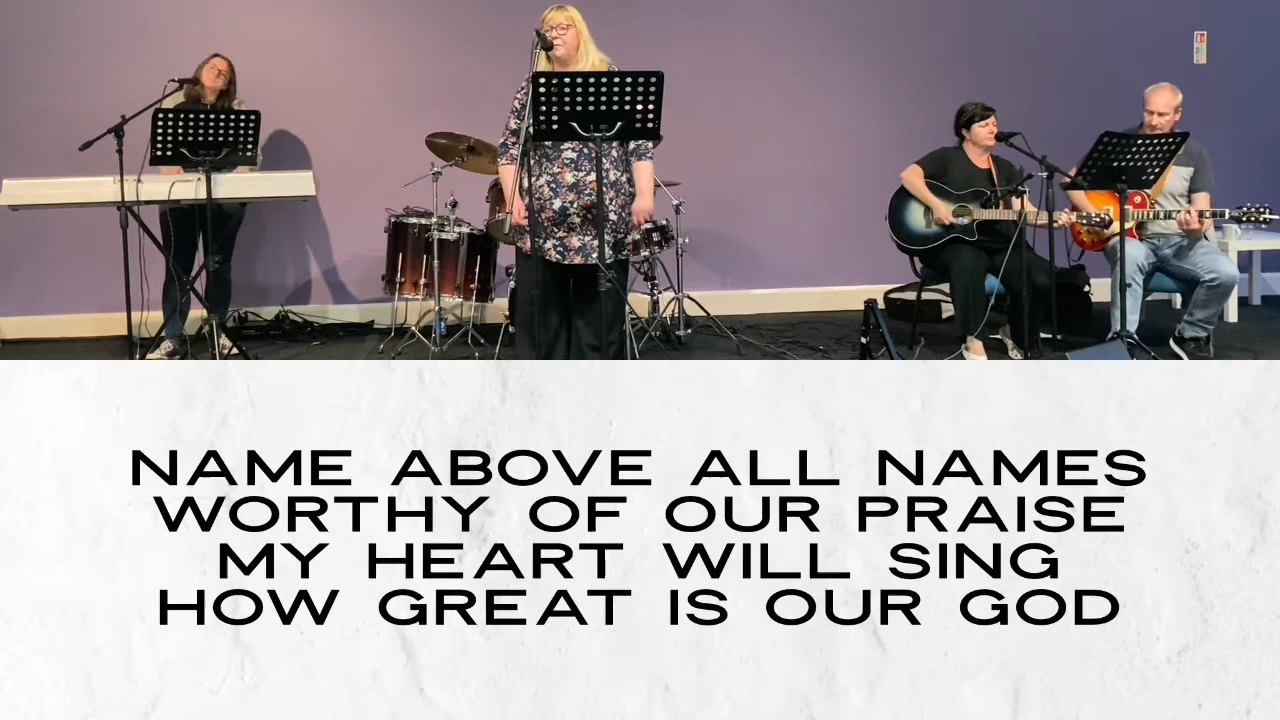 NAME ABOVE ALL NAMES
WORTHY OF OUR PRAISE
MY HEART WILL SING
HOW GREAT IS OUR GOD